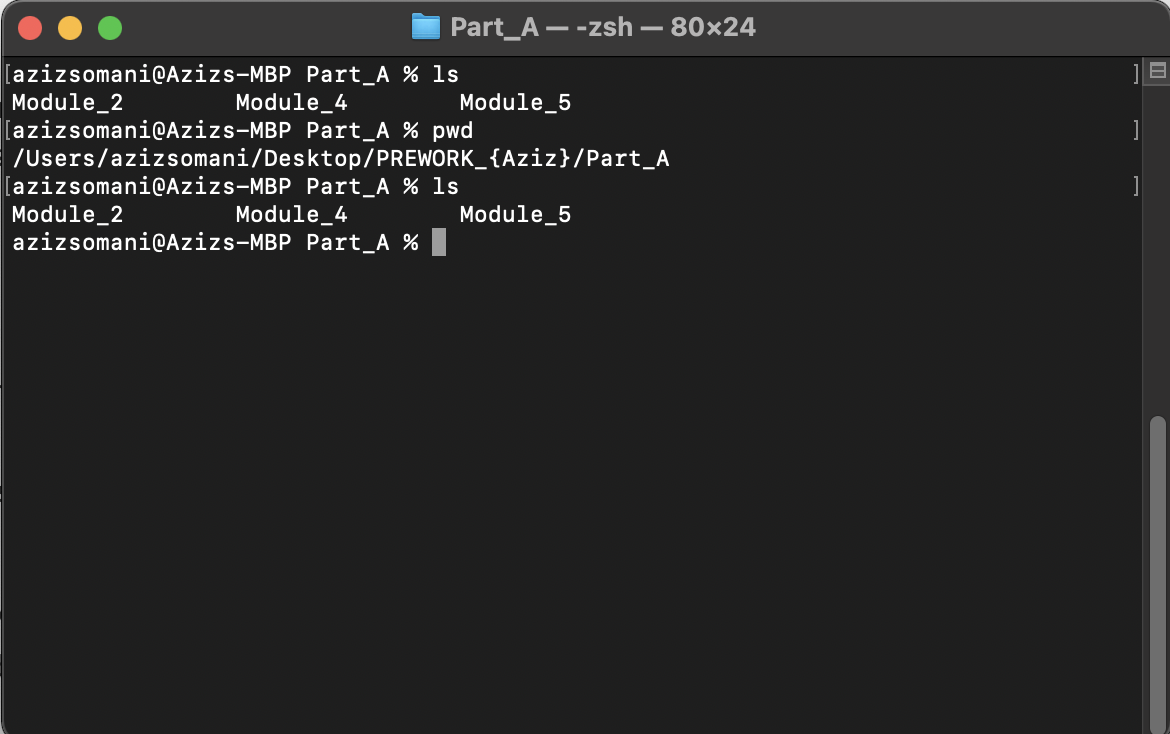 Part_A — -zsh — 80×24
[azizsomani@Azizs-MBP Part_A % ls ]
Module_2 Module_4 Module_5
[azizsomani@Azizs-MBP Part_A % pwd ]
/Users/azizsomani/Desktop/PREWORK_{Aziz}/Part_A
[azizsomani@Azizs-MBP Part_A % ls ]
Module_2 Module_4 Module_5
azizsomani@Azizs-MBP Part_A %